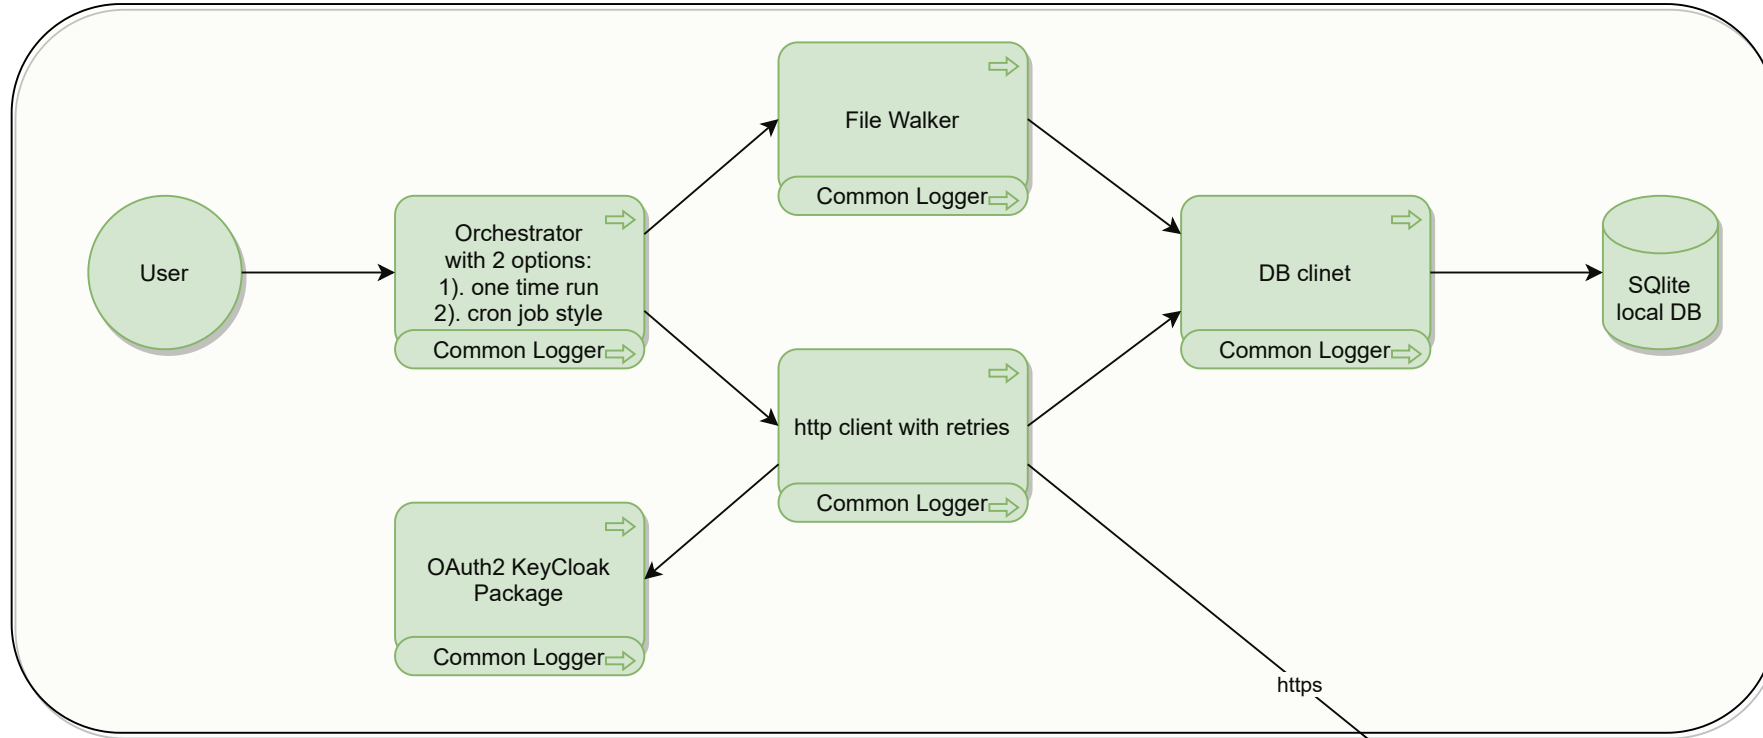 File Walker
Common Logger
User
Orchestrator
with 2 options:
1). one time run
2). cron job style
Common Logger
DB clinet
Common Logger
SQlite
local DB
http client with retries
Common Logger
OAuth2 KeyCloak
Package
Common Logger
https